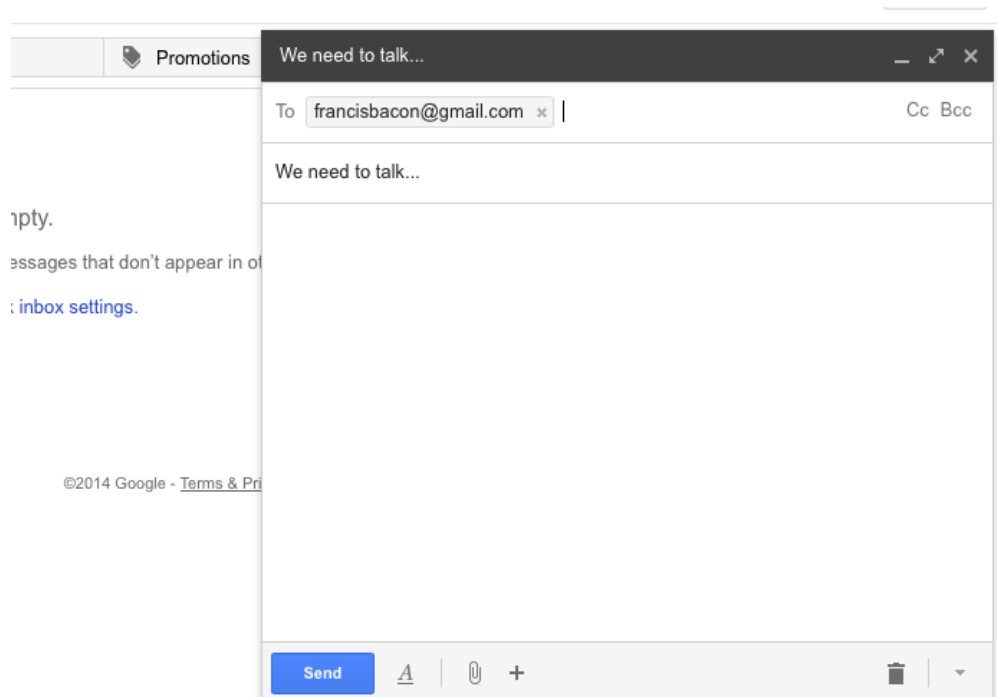 Promotions
We need to talk...
To francisbacon@gmail.com Cc Bcc
We need to talk...
mpty.
essages that don't appear in ot
k inbox settings.
©2014 Google - Terms & Pri
Send A